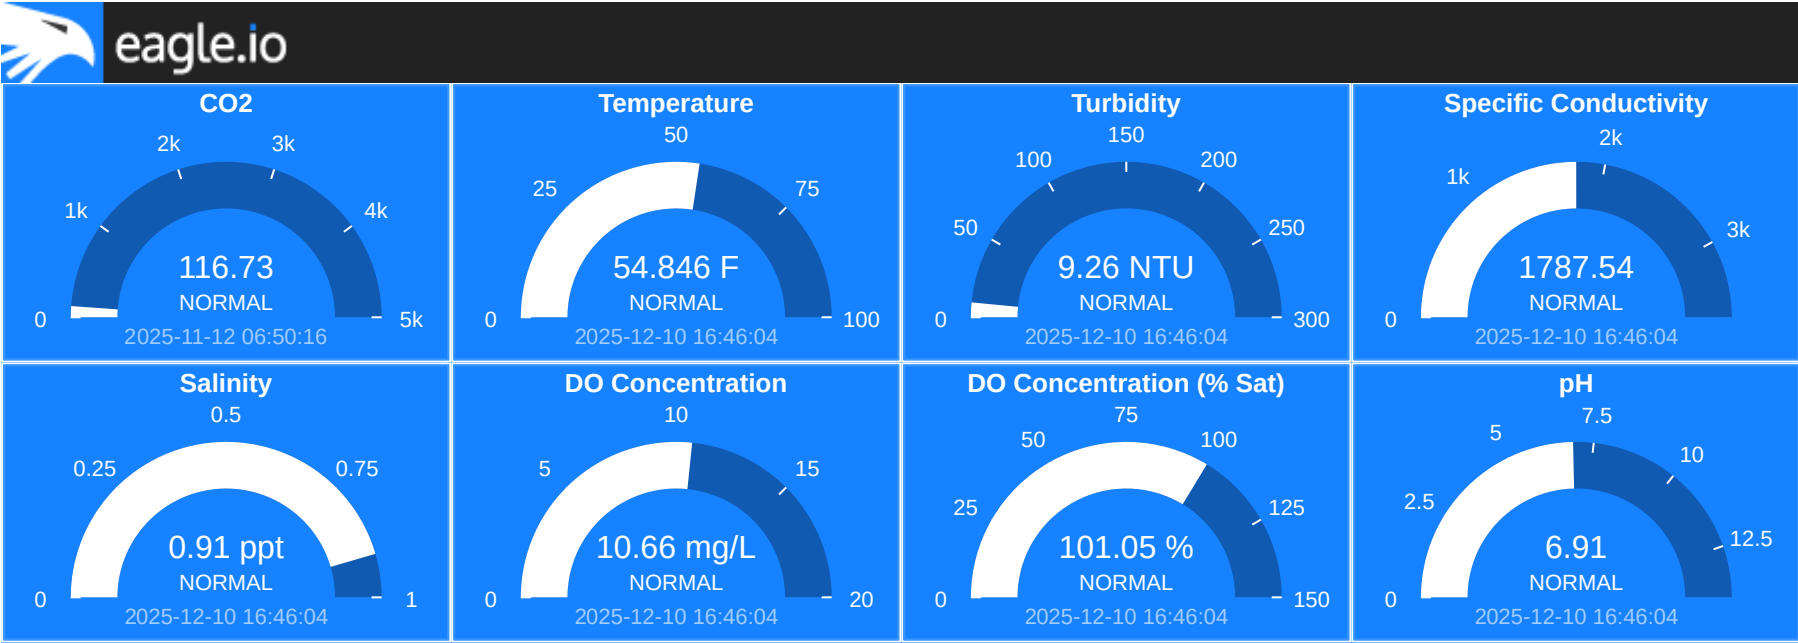 eagle.io
CO2
0
1k
2k
3k
4k
5k
116.73
NORMAL
2025-11-12 06:50:16
Temperature
0
25
50
75
100
54.846 F
NORMAL
2025-12-10 16:46:04
Turbidity
0
50
100
150
200
250
300
9.26 NTU
NORMAL
2025-12-10 16:46:04
Specific Conductivity
0
1k
2k
3k
1787.54
NORMAL
2025-12-10 16:46:04
Salinity
0
0.25
0.5
0.75
1
0.91 ppt
NORMAL
2025-12-10 16:46:04
DO Concentration
0
5
10
15
20
10.66 mg/L
NORMAL
2025-12-10 16:46:04
DO Concentration (% Sat)
0
25
50
75
100
125
150
101.05 %
NORMAL
2025-12-10 16:46:04
pH
0
2.5
5
7.5
10
12.5
6.91
NORMAL
2025-12-10 16:46:04